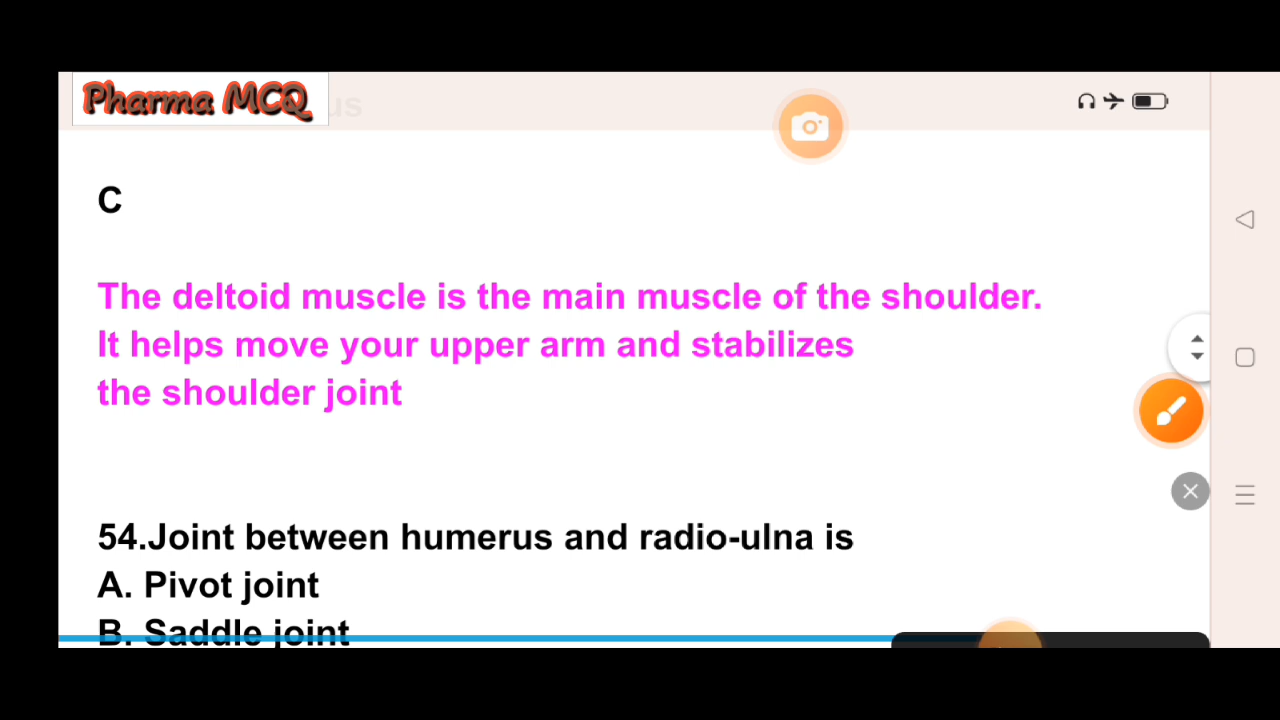 Pharma MCQ
us
C
The deltoid muscle is the main muscle of the shoulder.
It helps move your upper arm and stabilizes
the shoulder joint
54.Joint between humerus and radio-ulna is
A. Pivot joint
B. Saddle joint